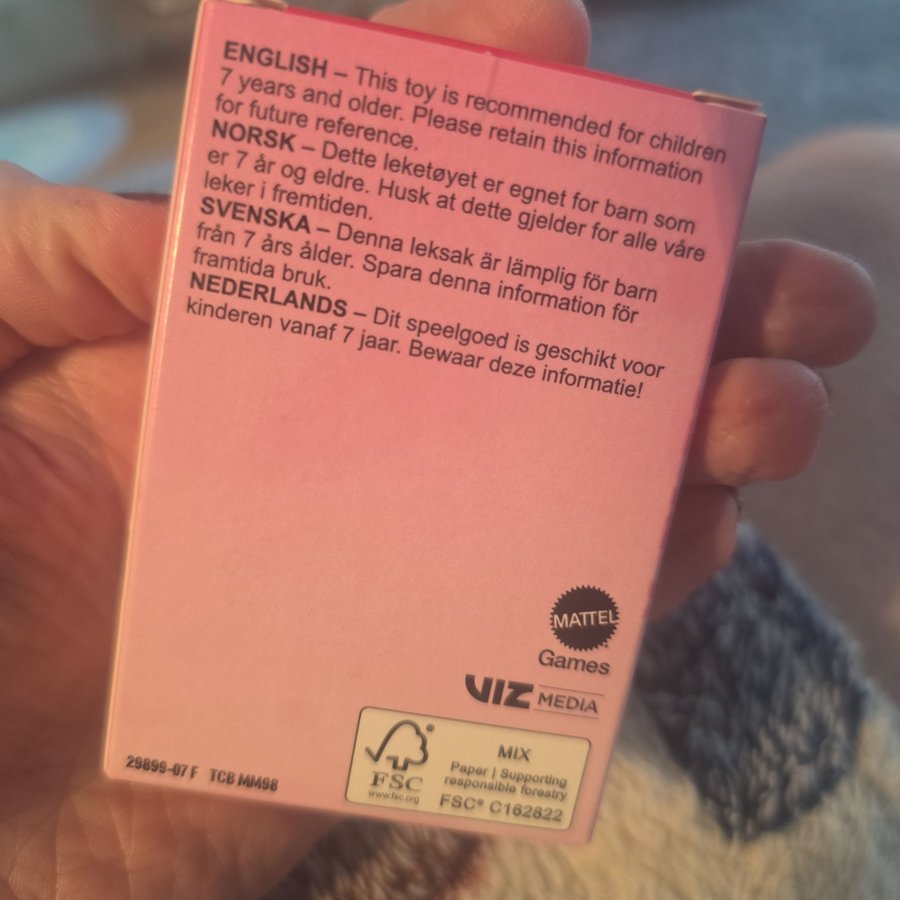 ENGLISH – This toy is recommended for children
7 years and older. Please retain this information
for future reference.
NORSK – Dette leketøyet er egnet for barn som
er 7 år og eldre. Husk at dette gjelder for alle våre
leker i fremtiden.
SVENSKA – Denna leksak är lämplig för barn
från 7 års ålder. Spara denna information för
framtida bruk.
NEDERLANDS – Dit speelgoed is geschikt voor
kinderen vanaf 7 jaar. Bewaar deze informatie!
MATTEL
Games
VIZ MEDIA
FSC
www.fsc.org
MIX
Paper | Supporting
responsible forestry
FSC® C162822
29899-07 F TCB MM98